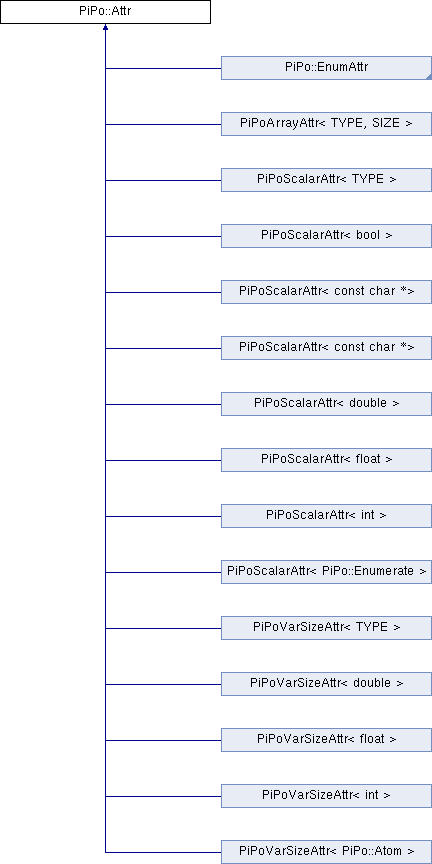 PiPo::Attr
PiPo::EnumAttr
PiPoArrayAttr< TYPE, SIZE >
PiPoScalarAttr< TYPE >
PiPoScalarAttr< bool >
PiPoScalarAttr< const char *>
PiPoScalarAttr< const char *>
PiPoScalarAttr< double >
PiPoScalarAttr< float >
PiPoScalarAttr< int >
PiPoScalarAttr< PiPo::Enumerate >
PiPoVarSizeAttr< TYPE >
PiPoVarSizeAttr< double >
PiPoVarSizeAttr< float >
PiPoVarSizeAttr< int >
PiPoVarSizeAttr< PiPo::Atom >